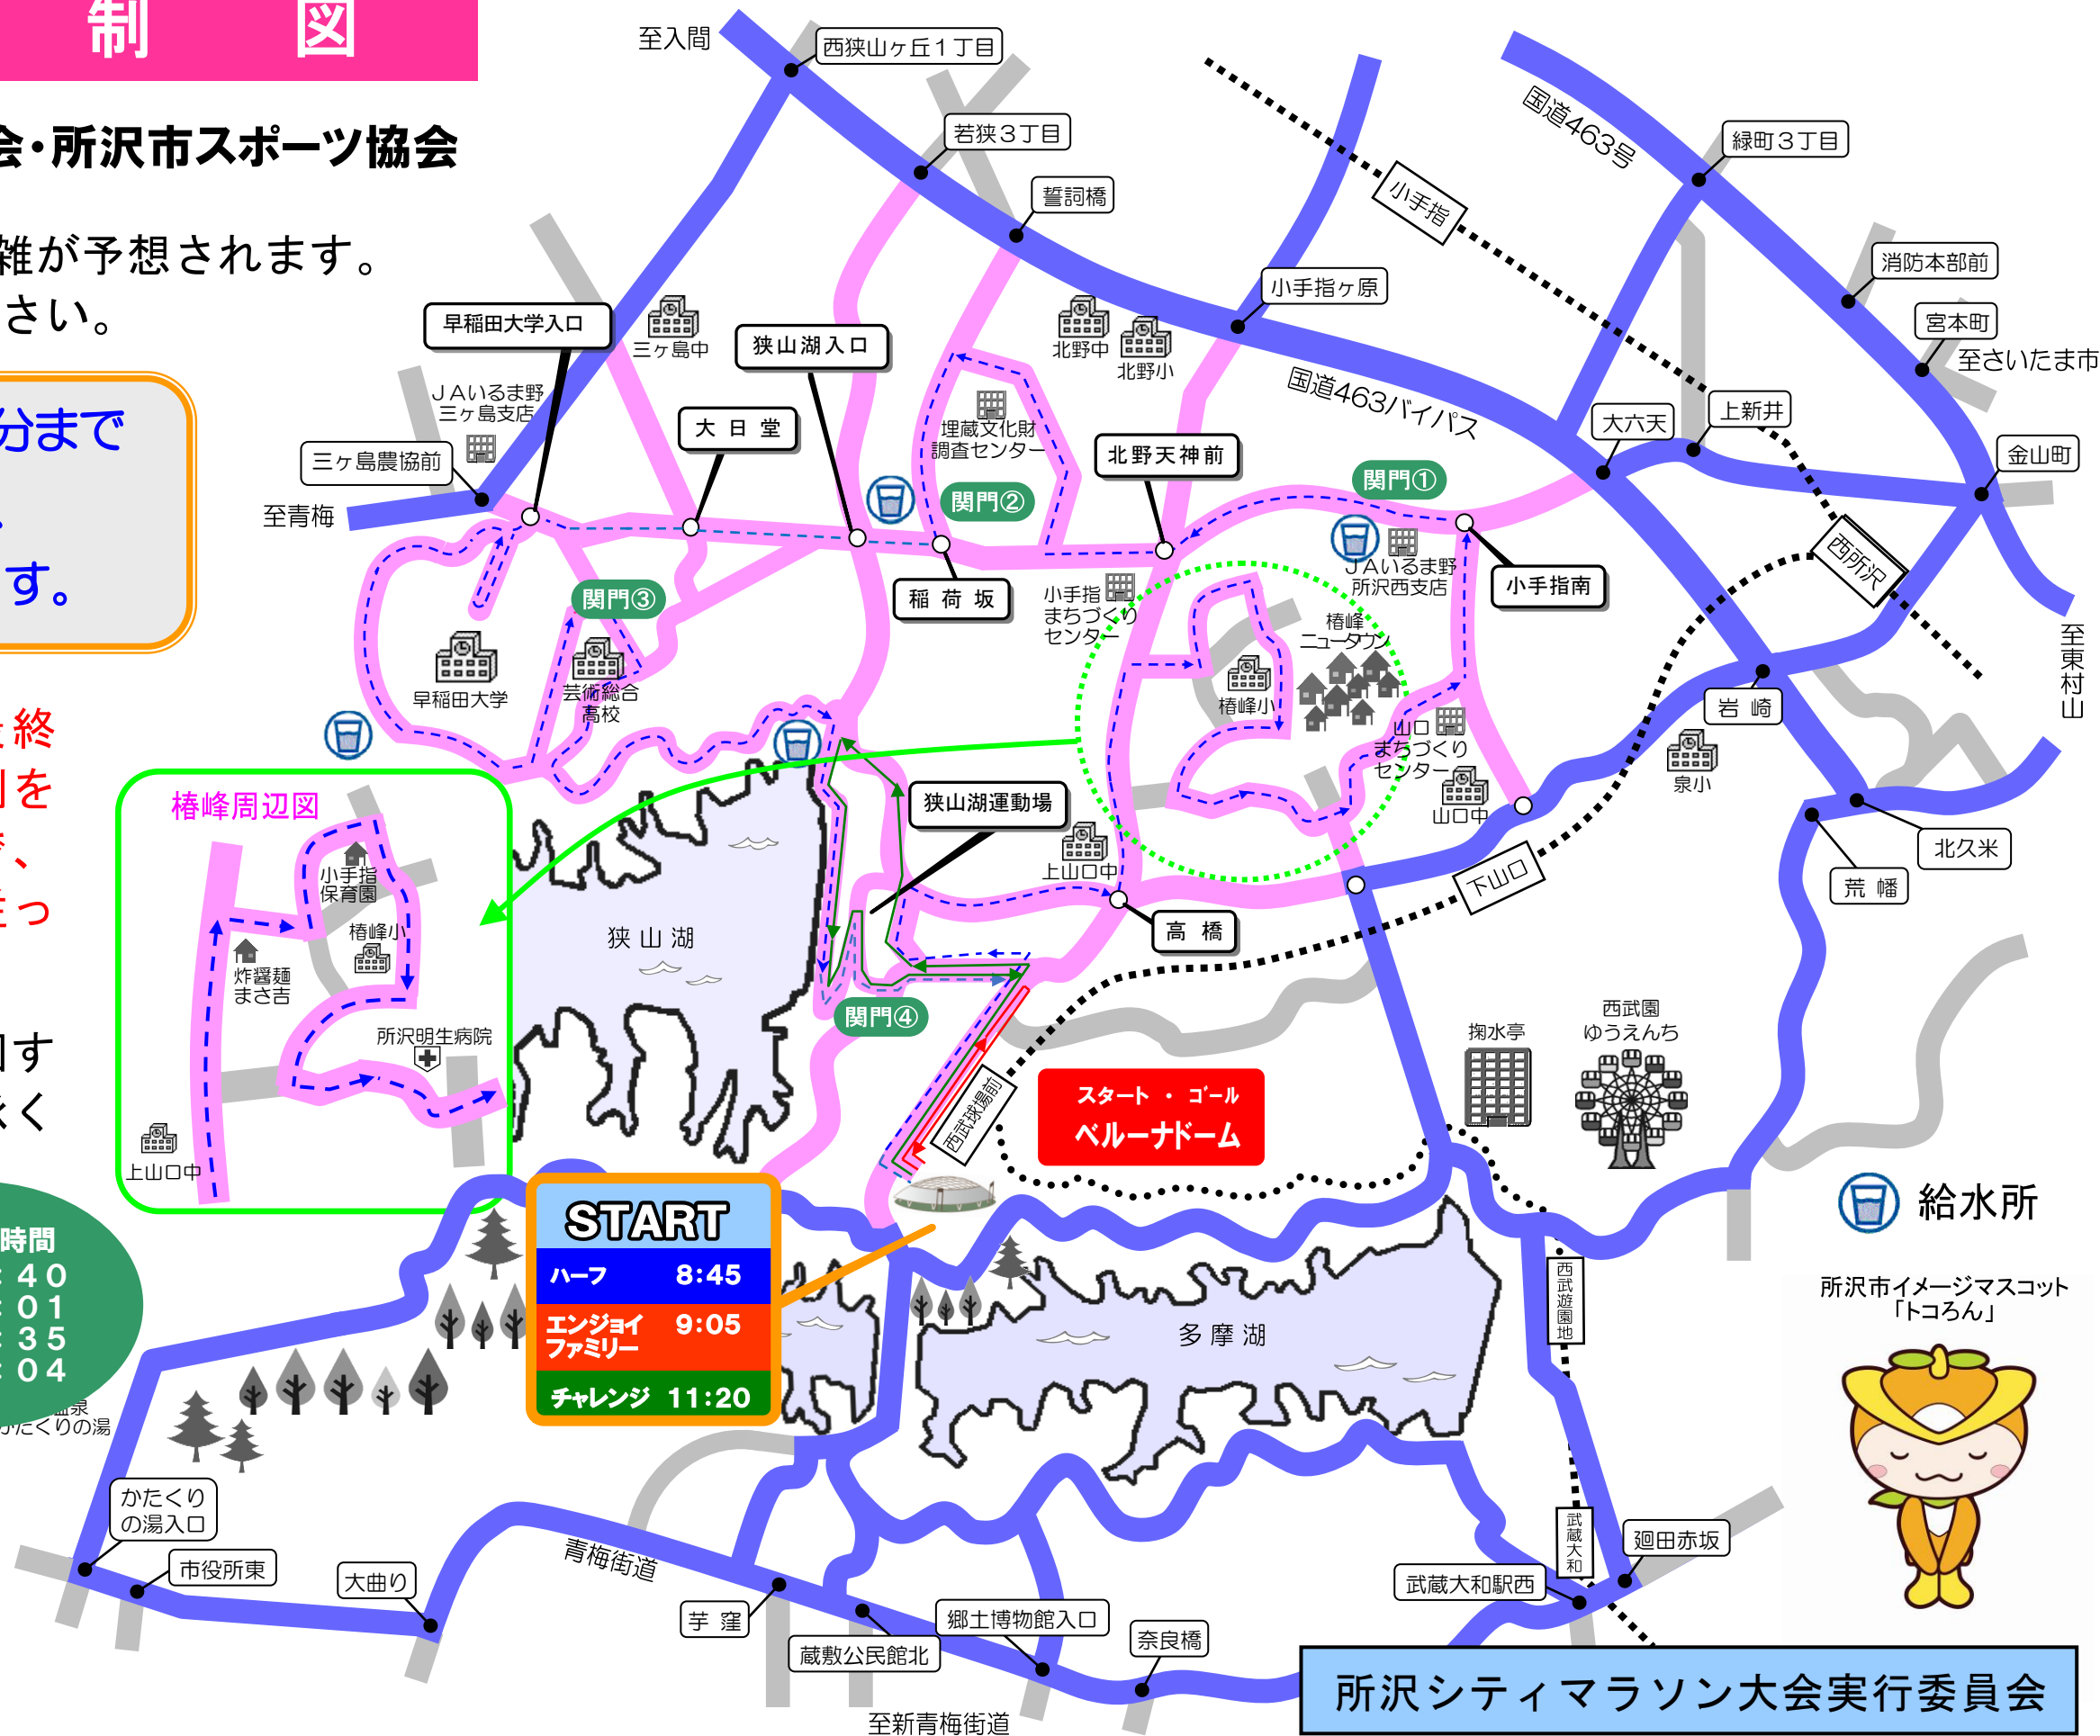 制 図
会・所沢市スポーツ協会
雑が予想されます。
さい。
分まで
す。
時間
：４０
：０１
：３５
：０４
かたくりの湯
至入間
西狭山ヶ丘１丁目
若狭３丁目
誓詞橋
小手指ヶ原
小手指
国道463号
緑町３丁目
消防本部前
宮本町
至さいたま市
金山町
上新井
大六天
国道463バイパス
西所沢
至東村山
早稲田大学入口
三ヶ島中
狭山湖入口
北野中
北野小
ＪＡいるま野
三ヶ島支店
三ヶ島農協前
至青梅
大日堂
埋蔵文化財
調査センター
北野天神前
関門①
関門②
関門③
稲荷坂
小手指
まちづくり
センター
ＪＡいるま野
所沢西支店
小手指南
椿峰
ニュータウン
椿峰小
早稲田大学
芸術総合
高校
山口
まちづくり
センター
山口中
岩崎
泉小
北久米
荒幡
下山口
狭山湖運動場
上山口中
高橋
狭山湖
関門④
椿峰周辺図
小手指
保育園
椿峰小
炸醤麺
まさ吉
所沢明生病院
上山口中
西武球場前
スタート・ゴール
ベルーナドーム
掬水亭
西武園
ゆうえんち
給水所
START
ハーフ 8:45
エンジョイ
ファミリー 9:05
チャレンジ 11:20
多摩湖
西武遊園地
所沢市イメージマスコット
「トコろん」
かたくり
の湯入口
市役所東
大曲り
青梅街道
芋窪
蔵敷公民館北
郷土博物館入口
奈良橋
武蔵大和
武蔵大和駅西
廻田赤坂
至新青梅街道
所沢シティマラソン大会実行委員会